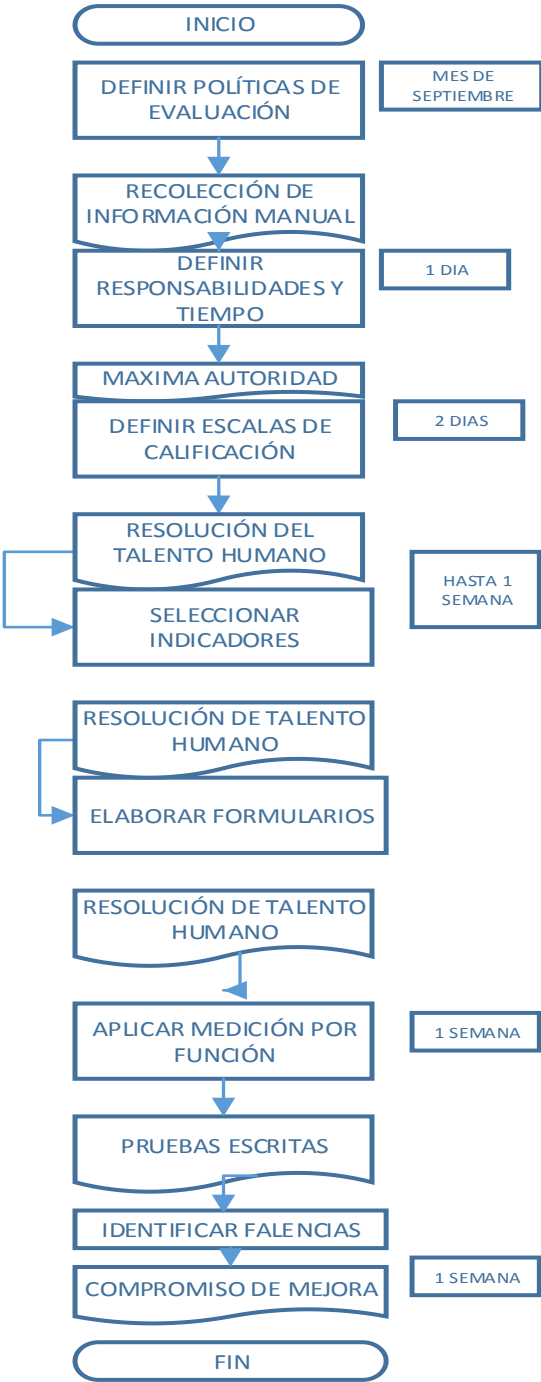 INICIO
DEFINIR POLÍTICAS DE
EVALUACIÓN
MES DE
SEPTIEMBRE
RECOLECCIÓN DE
INFORMACIÓN MANUAL
DEFINIR
RESPONSABILIDADES Y
TIEMPO
1 DIA
MAXIMA AUTORIDAD
DEFINIR ESCALAS DE
CALIFICACIÓN
2 DIAS
RESOLUCIÓN DEL
TALENTO HUMANO
HASTA 1
SEMANA
SELECCIONAR
INDICADORES
RESOLUCIÓN DE TALENTO
HUMANO
ELABORAR FORMULARIOS
RESOLUCIÓN DE TALENTO
HUMANO
APLICAR MEDICIÓN POR
FUNCIÓN
1 SEMANA
PRUEBAS ESCRITAS
IDENTIFICAR FALENCIAS
COMPROMISO DE MEJORA
1 SEMANA
FIN